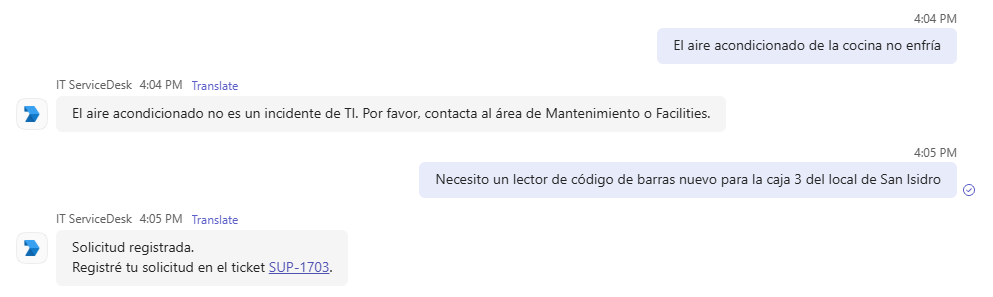 4:04 PM
El aire acondicionado de la cocina no enfría
IT ServiceDesk 4:04 PM Translate
El aire acondicionado no es un incidente de TI. Por favor, contacta al área de Mantenimiento o Facilities.
4:05 PM
Necesito un lector de código de barras nuevo para la caja 3 del local de San Isidro
IT ServiceDesk 4:05 PM Translate
Solicitud registrada.
Registré tu solicitud en el ticket SUP-1703.